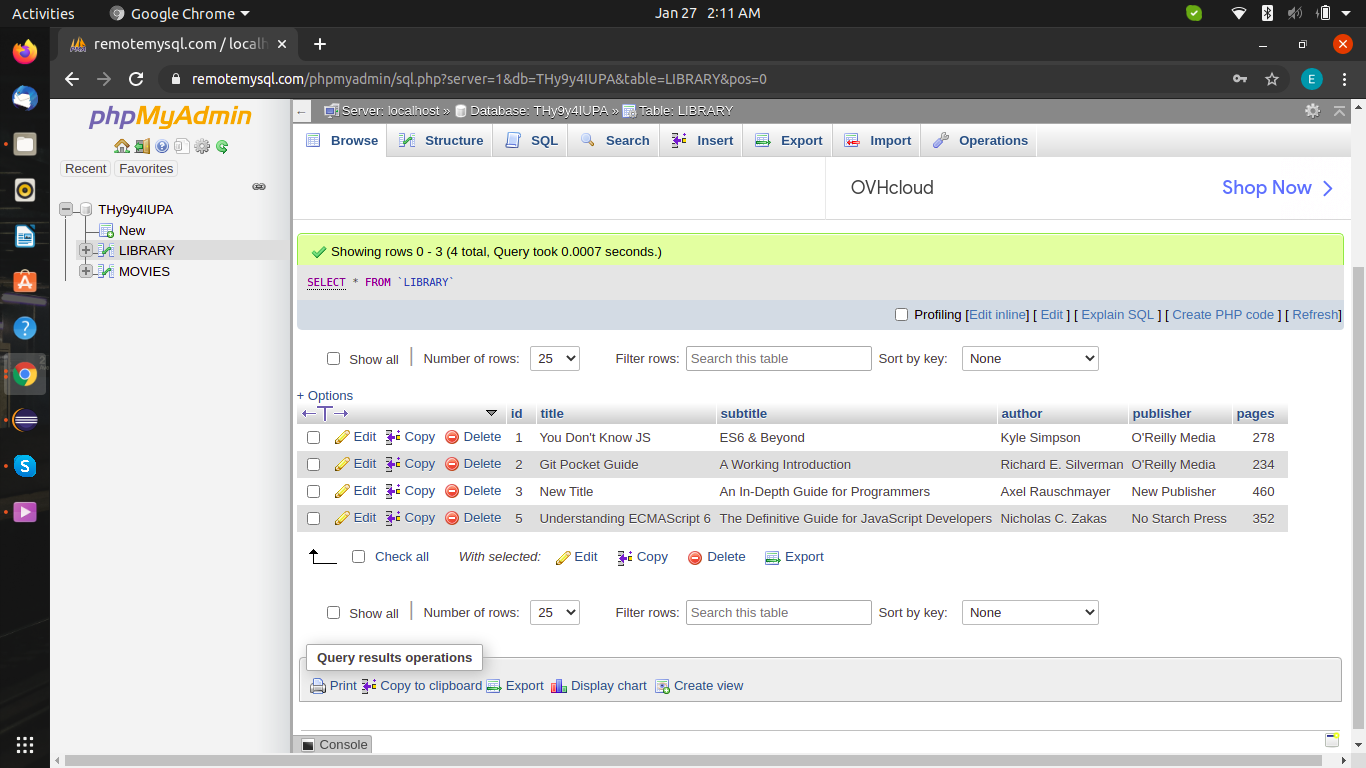 Activities Google Chrome Jan 27 2:11 AM
remotemysql.com / localh
remotemysql.com/phpmyadmin/sql.php?server=1&db=THy9y4IUPA&table=LIBRARY&pos=0 E
phpMyAdmin
Recent Favorites
THy9y4IUPA
New
LIBRARY
MOVIES
Server: localhost » Database: THy9y4IUPA » Table: LIBRARY
Browse Structure SQL Search Insert Export Import Operations
OVHcloud Shop Now
Showing rows 0 - 3 (4 total, Query took 0.0007 seconds.)
SELECT * FROM `LIBRARY`
Profiling [Edit inline] [ Edit ] [ Explain SQL ] [ Create PHP code ] [ Refresh]
Show all Number of rows: 25 Filter rows: Search this table Sort by key: None
+ Options
id title subtitle author publisher pages
Edit Copy Delete 1 You Don't Know JS ES6 & Beyond Kyle Simpson O'Reilly Media 278
Edit Copy Delete 2 Git Pocket Guide A Working Introduction Richard E. Silverman O'Reilly Media 234
Edit Copy Delete 3 New Title An In-Depth Guide for Programmers Axel Rauschmayer New Publisher 460
Edit Copy Delete 5 Understanding ECMAScript 6 The Definitive Guide for JavaScript Developers Nicholas C. Zakas No Starch Press 352
Check all With selected: Edit Copy Delete Export
Show all Number of rows: 25 Filter rows: Search this table Sort by key: None
Query results operations
Print Copy to clipboard Export Display chart Create view
Console